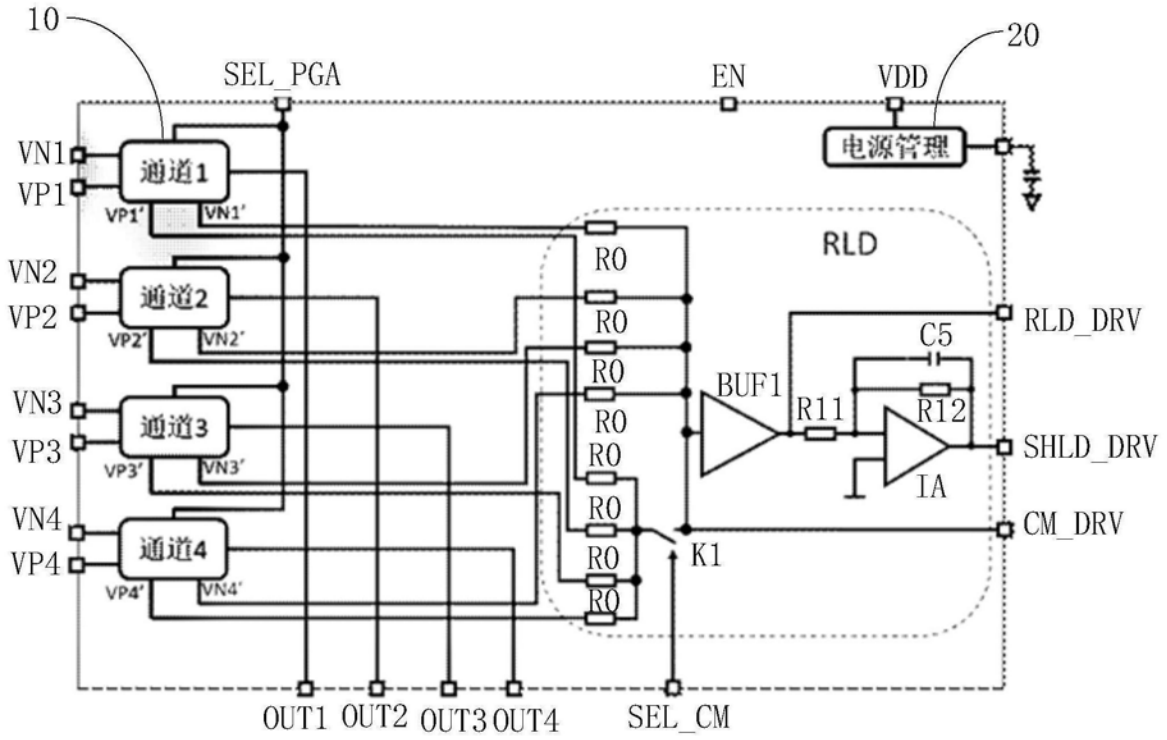 10
20
SEL_PGA
EN
VDD
VN1
VP1
通道1
电源管理
VP1′
VN1′
R0
RLD
VN2
VP2
通道2
VP2′
VN2′
R0
RLD_DRV
C5
R0
BUF1
R11
R12
VN3
VP3
通道3
VP3′
VN3′
R0
R0
IA
SHLD_DRV
VN4
VP4
通道4
VP4′
VN4′
R0
R0
R0
K1
CM_DRV
OUT1
OUT2
OUT3
OUT4
SEL_CM